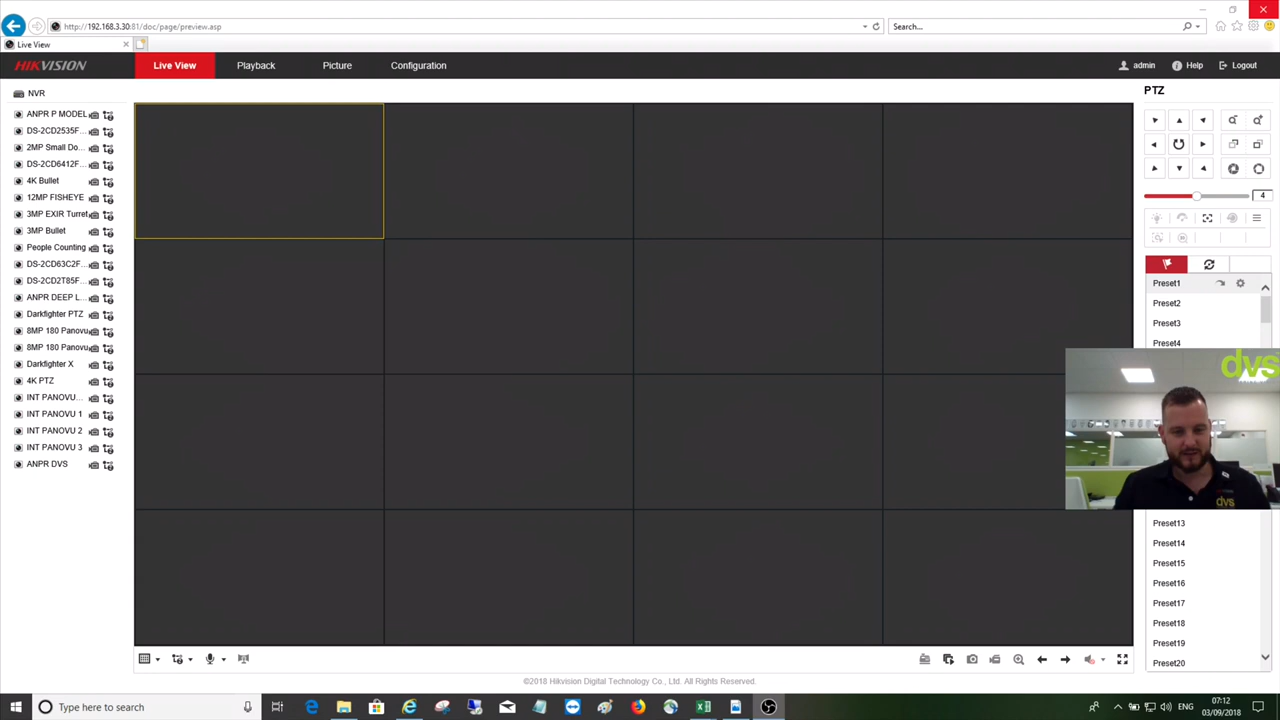 http://192.168.3.30:81/doc/page/preview.asp
Search...
Live View
HIKVISION
Live View
Playback
Picture
Configuration
admin
Help
Logout
NVR
ANPR P MODEL
DS-2CD2535F...
2MP Small Do...
DS-2CD6412F...
4K Bullet
12MP FISHEYE
3MP EXIR Turret
3MP Bullet
People Counting
DS-2CD63C2F...
DS-2CD2T85F...
ANPR DEEP L...
Darkfighter PTZ
8MP 180 Panovu
8MP 180 Panovu
Darkfighter X
4K PTZ
INT PANOVU...
INT PANOVU 1
INT PANOVU 2
INT PANOVU 3
ANPR DVS
PTZ
4
Preset1
Preset2
Preset3
Preset4
dvs
dvs
Preset13
Preset14
Preset15
Preset16
Preset17
Preset18
Preset19
Preset20
©2018 Hikvision Digital Technology Co., Ltd. All Rights Reserved.
Type here to search
ENG
07:12
03/09/2018